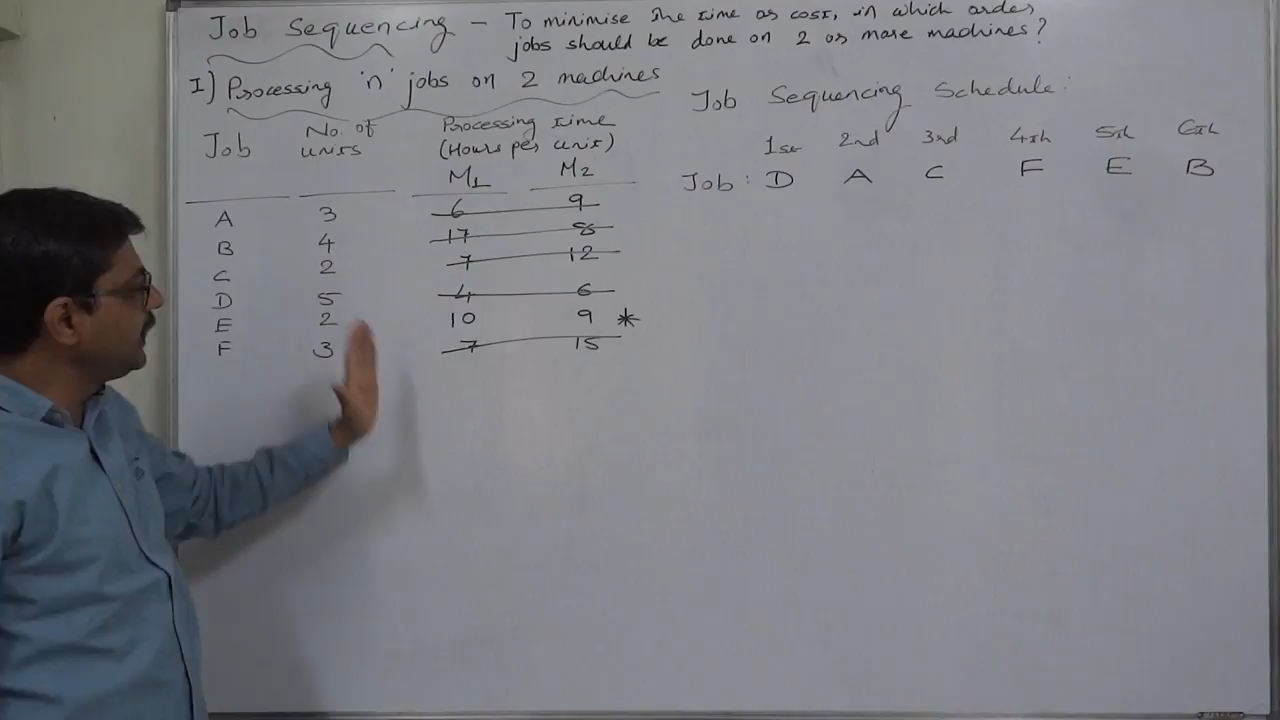 Job Sequencing - To minimise the time or cost, in which order
jobs should be done on 2 or more machines?
I) Processing 'n' jobs on 2 machines
Job No. of units Processing time (Hours per unit)
M1 M2
A 3 6 9
B 4 17 8
C 2 7 12
D 5 4 6
E 2 10 9 *
F 3 7 15
Job Sequencing Schedule:
1st 2nd 3rd 4th 5th 6th
Job: D A C F E B